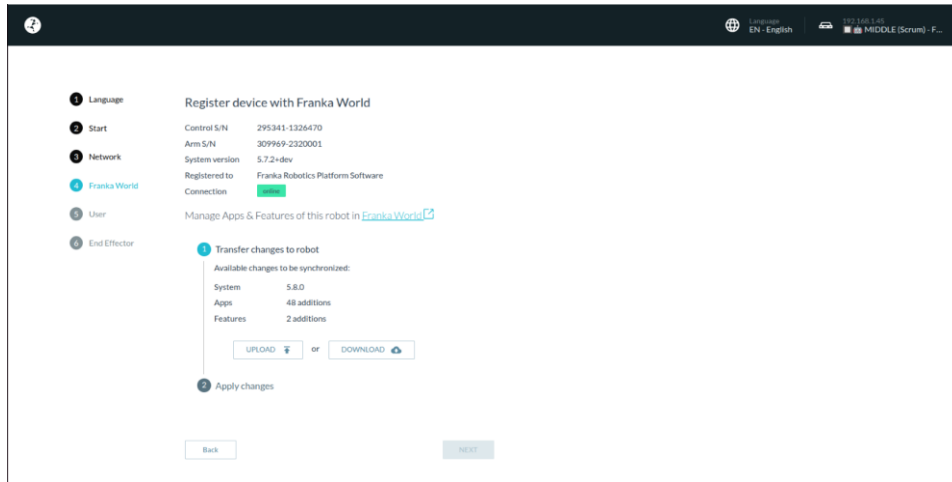 Language
EN - English
192.168.1.45
MIDDLE (Scrum) - F...
1 Language
2 Start
3 Network
4 Franka World
5 User
6 End Effector
Register device with Franka World
Control S/N 295341-1326470
Arm S/N 309969-2320001
System version 5.7.2+dev
Registered to Franka Robotics Platform Software
Connection online
Manage Apps & Features of this robot in Franka World
1 Transfer changes to robot
Available changes to be synchronized:
System 5.8.0
Apps 48 additions
Features 2 additions
UPLOAD or DOWNLOAD
2 Apply changes
Back NEXT